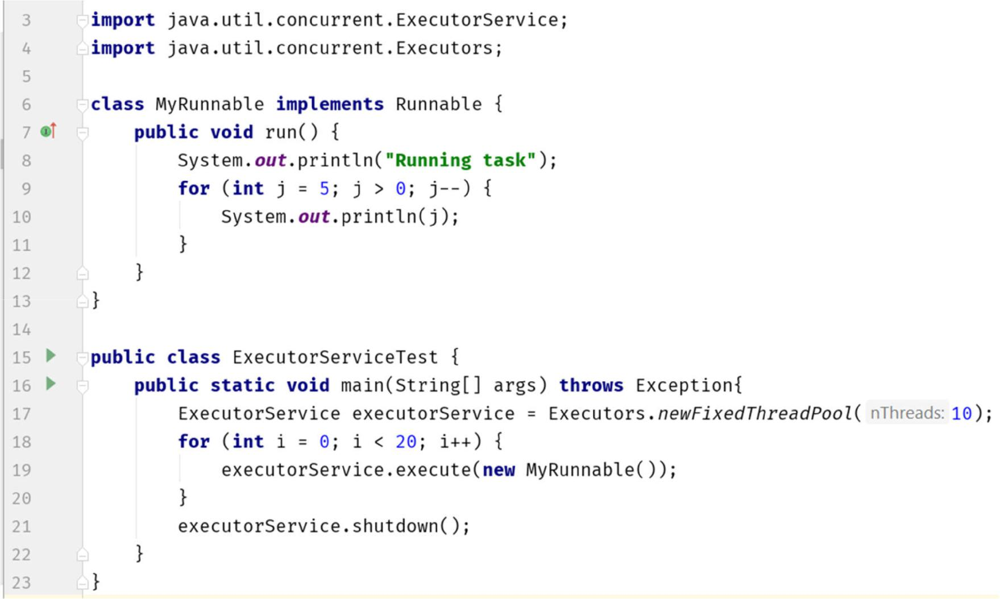 3 import java.util.concurrent.ExecutorService;
4 import java.util.concurrent.Executors;
5
6 class MyRunnable implements Runnable {
7     public void run() {
8         System.out.println("Running task");
9         for (int j = 5; j > 0; j--) {
10             System.out.println(j);
11         }
12     }
13 }
14
15 public class ExecutorServiceTest {
16     public static void main(String[] args) throws Exception{
17         ExecutorService executorService = Executors.newFixedThreadPool( nThreads: 10);
18         for (int i = 0; i < 20; i++) {
19             executorService.execute(new MyRunnable());
20         }
21         executorService.shutdown();
22     }
23 }